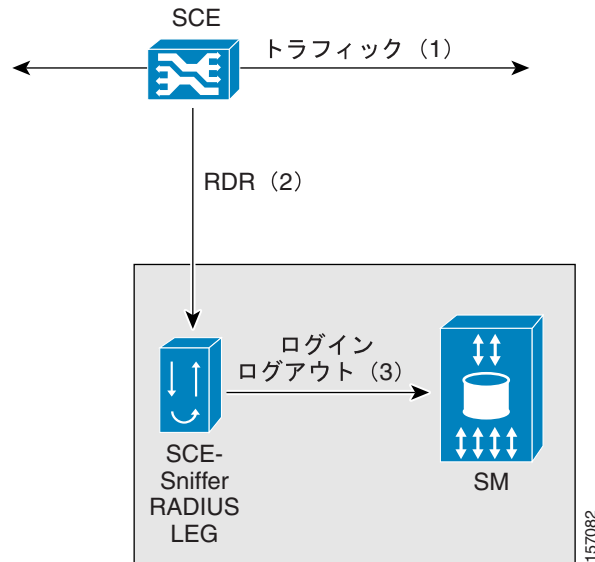 SCE
トラフィック（1）
RDR（2）
ログイン
ログアウト（3）
SCE-
Sniffer
RADIUS
LEG
SM
157082